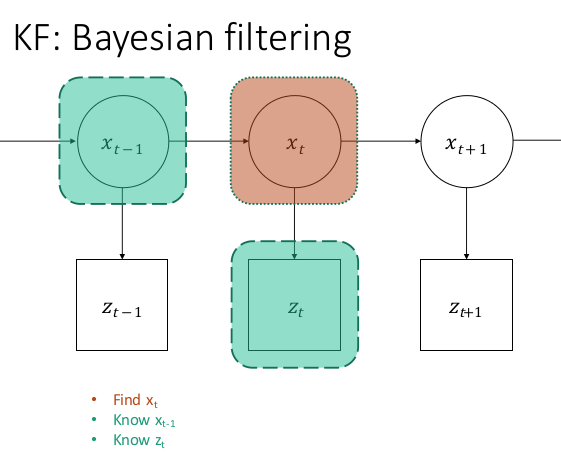 KF: Bayesian filtering
x_{t-1} x_t x_{t+1}
z_{t-1} z_t z_{t+1}
• Find x_t
• Know x_{t-1}
• Know z_t